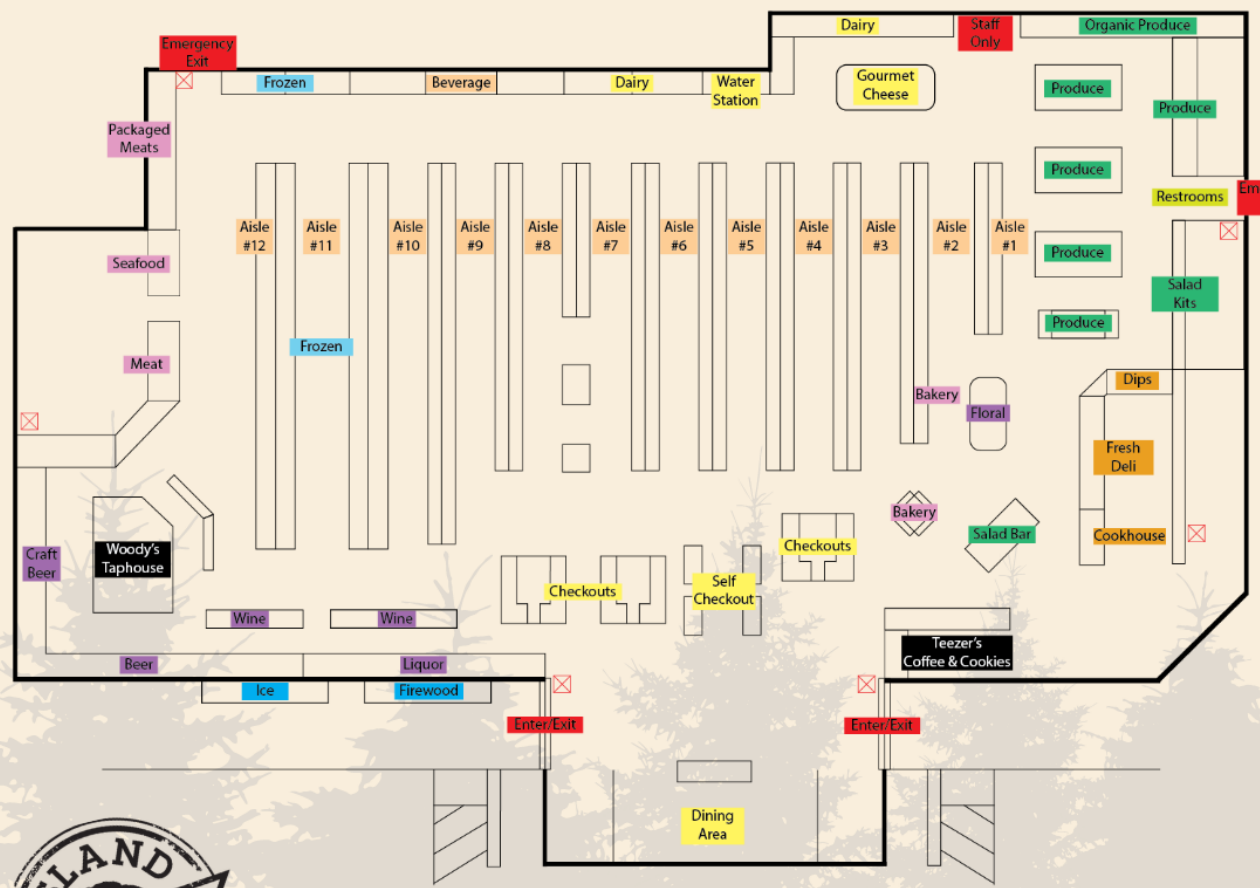 Dairy
Staff
Only
Organic Produce
Emergency
Exit
Frozen
Beverage
Dairy
Water
Station
Gourmet
Cheese
Produce
Produce
Packaged
Meats
Produce
Restrooms
Em
Aisle
#12
Aisle
#11
Aisle
#10
Aisle
#9
Aisle
#8
Aisle
#7
Aisle
#6
Aisle
#5
Aisle
#4
Aisle
#3
Aisle
#2
Aisle
#1
Produce
Seafood
Salad
Kits
Produce
Frozen
Meat
Dips
Bakery
Floral
Fresh
Deli
Bakery
Salad Bar
Cookhouse
Woody's
Taphouse
Craft
Beer
Checkouts
Checkouts
Self
Checkout
Wine
Wine
Teezer's
Coffee & Cookies
Beer
Liquor
Ice
Firewood
Enter/Exit
Enter/Exit
Dining
Area
LAND